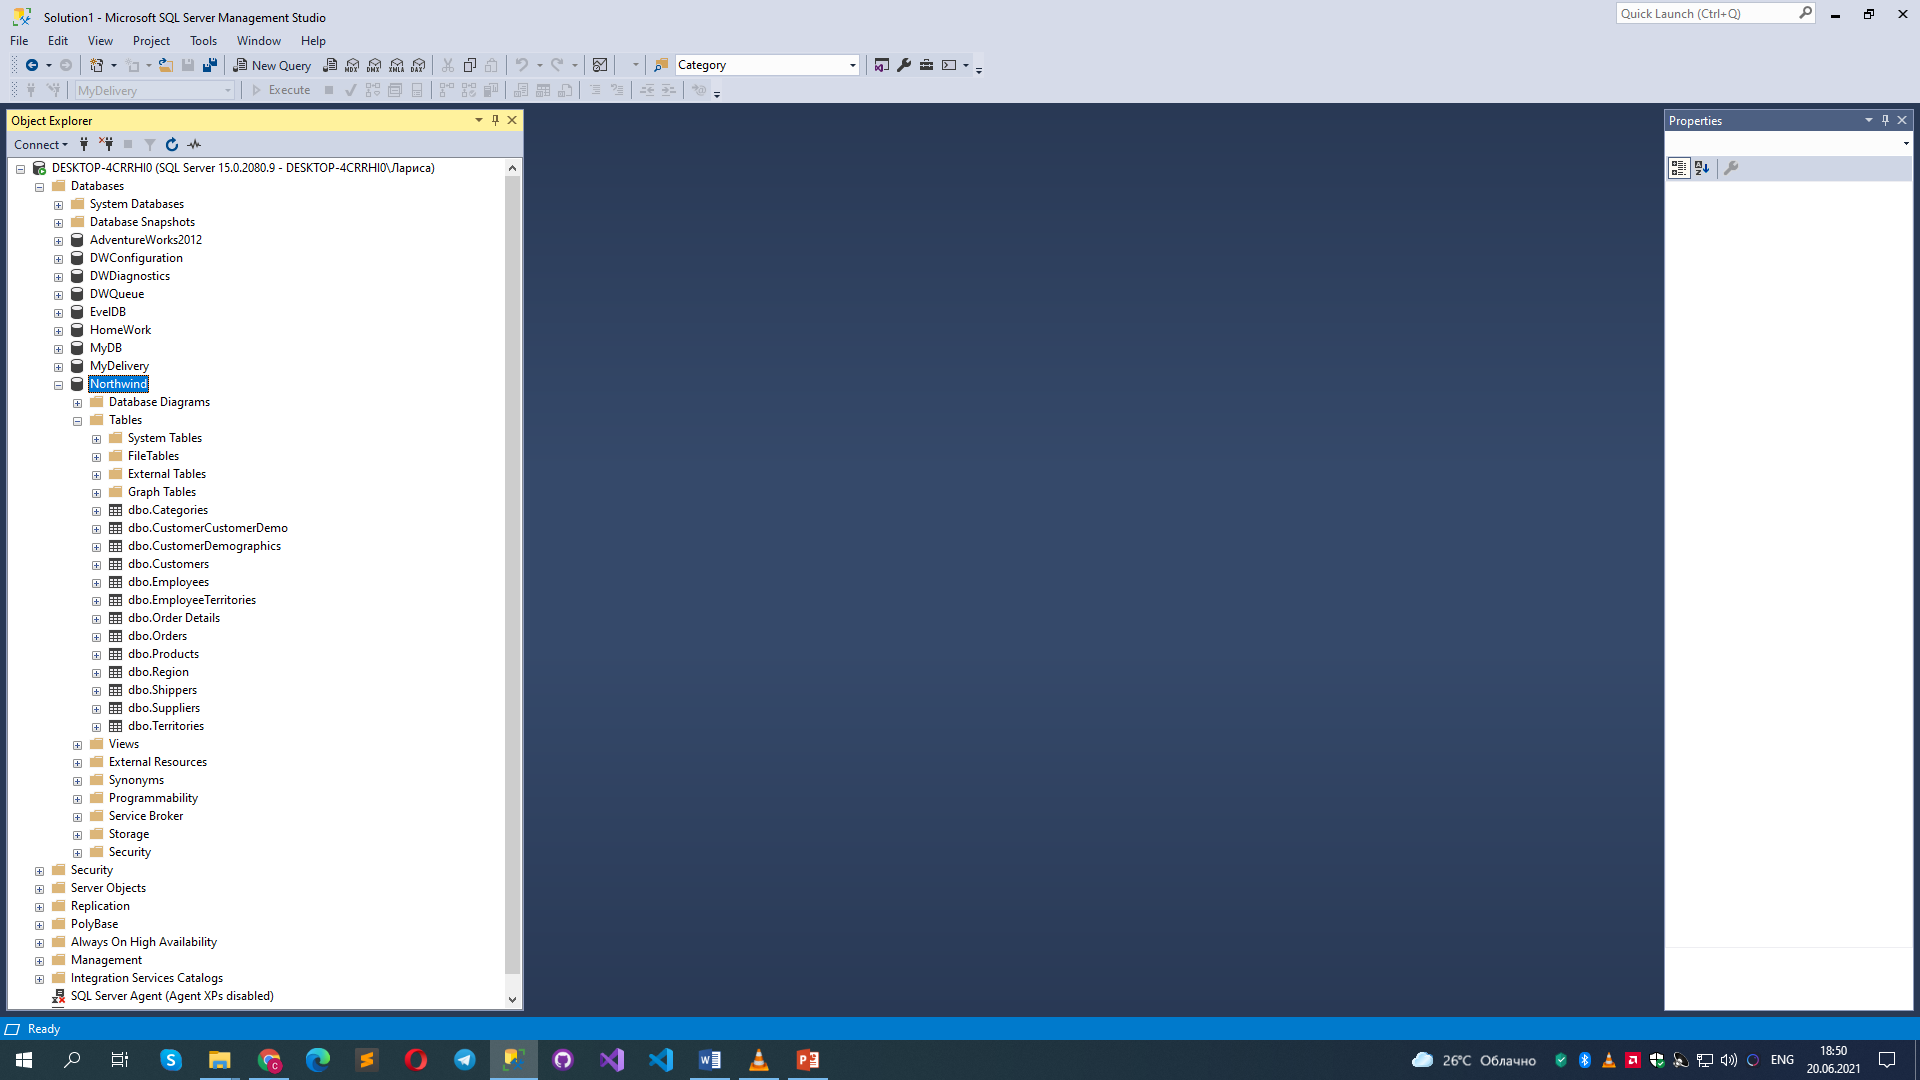 Solution1 - Microsoft SQL Server Management Studio
Quick Launch (Ctrl+Q)
File Edit View Project Tools Window Help
New Query MDX DMX XMLA DAX Category
MyDelivery Execute
Object Explorer
Connect
DESKTOP-4CRRHI0 (SQL Server 15.0.2080.9 - DESKTOP-4CRRHI0\Лариса)
Databases
System Databases
Database Snapshots
AdventureWorks2012
DWConfiguration
DWDiagnostics
DWQueue
EvelDB
HomeWork
MyDB
MyDelivery
Northwind
Database Diagrams
Tables
System Tables
FileTables
External Tables
Graph Tables
dbo.Categories
dbo.CustomerCustomerDemo
dbo.CustomerDemographics
dbo.Customers
dbo.Employees
dbo.EmployeeTerritories
dbo.Order Details
dbo.Orders
dbo.Products
dbo.Region
dbo.Shippers
dbo.Suppliers
dbo.Territories
Views
External Resources
Synonyms
Programmability
Service Broker
Storage
Security
Security
Server Objects
Replication
PolyBase
Always On High Availability
Management
Integration Services Catalogs
SQL Server Agent (Agent XPs disabled)
Properties
Ready
26°C Облачно
ENG
18:50
20.06.2021